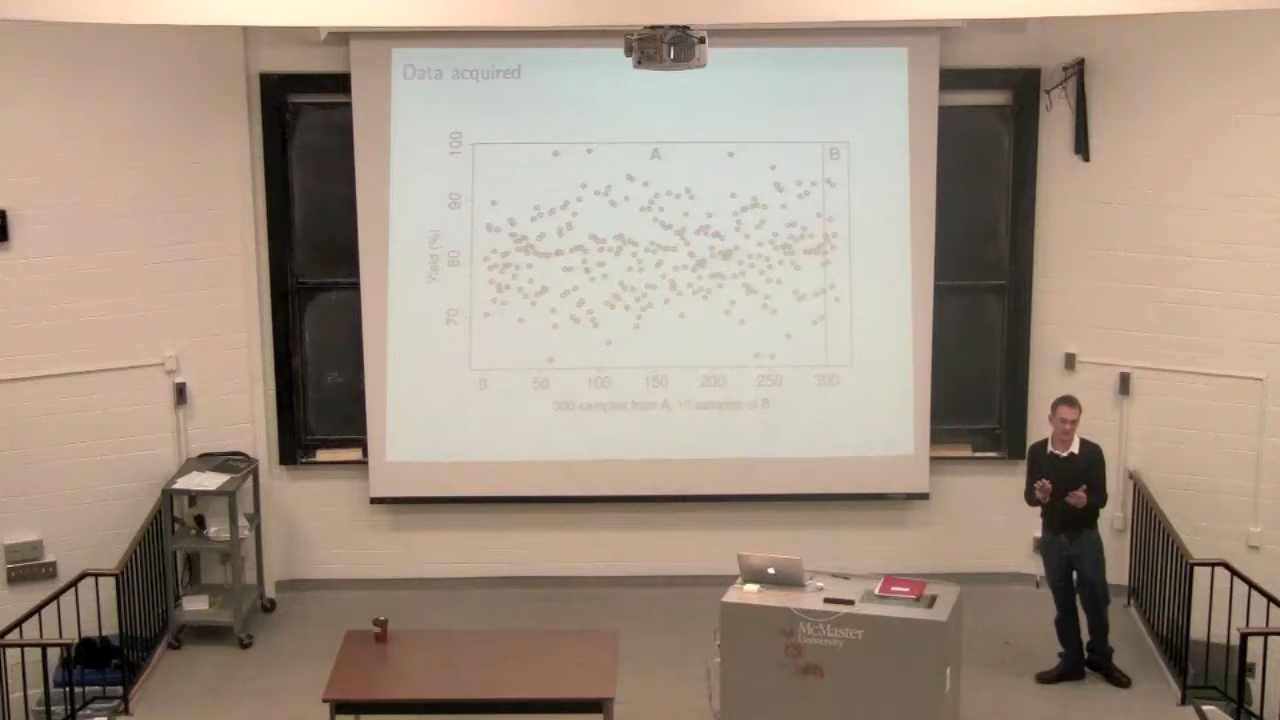 Data acquired
100
A
B
90
80
70
Yield (%)
0 50 100 150 200 250 300
300 samples from A, 10 samples of B
McMaster
University